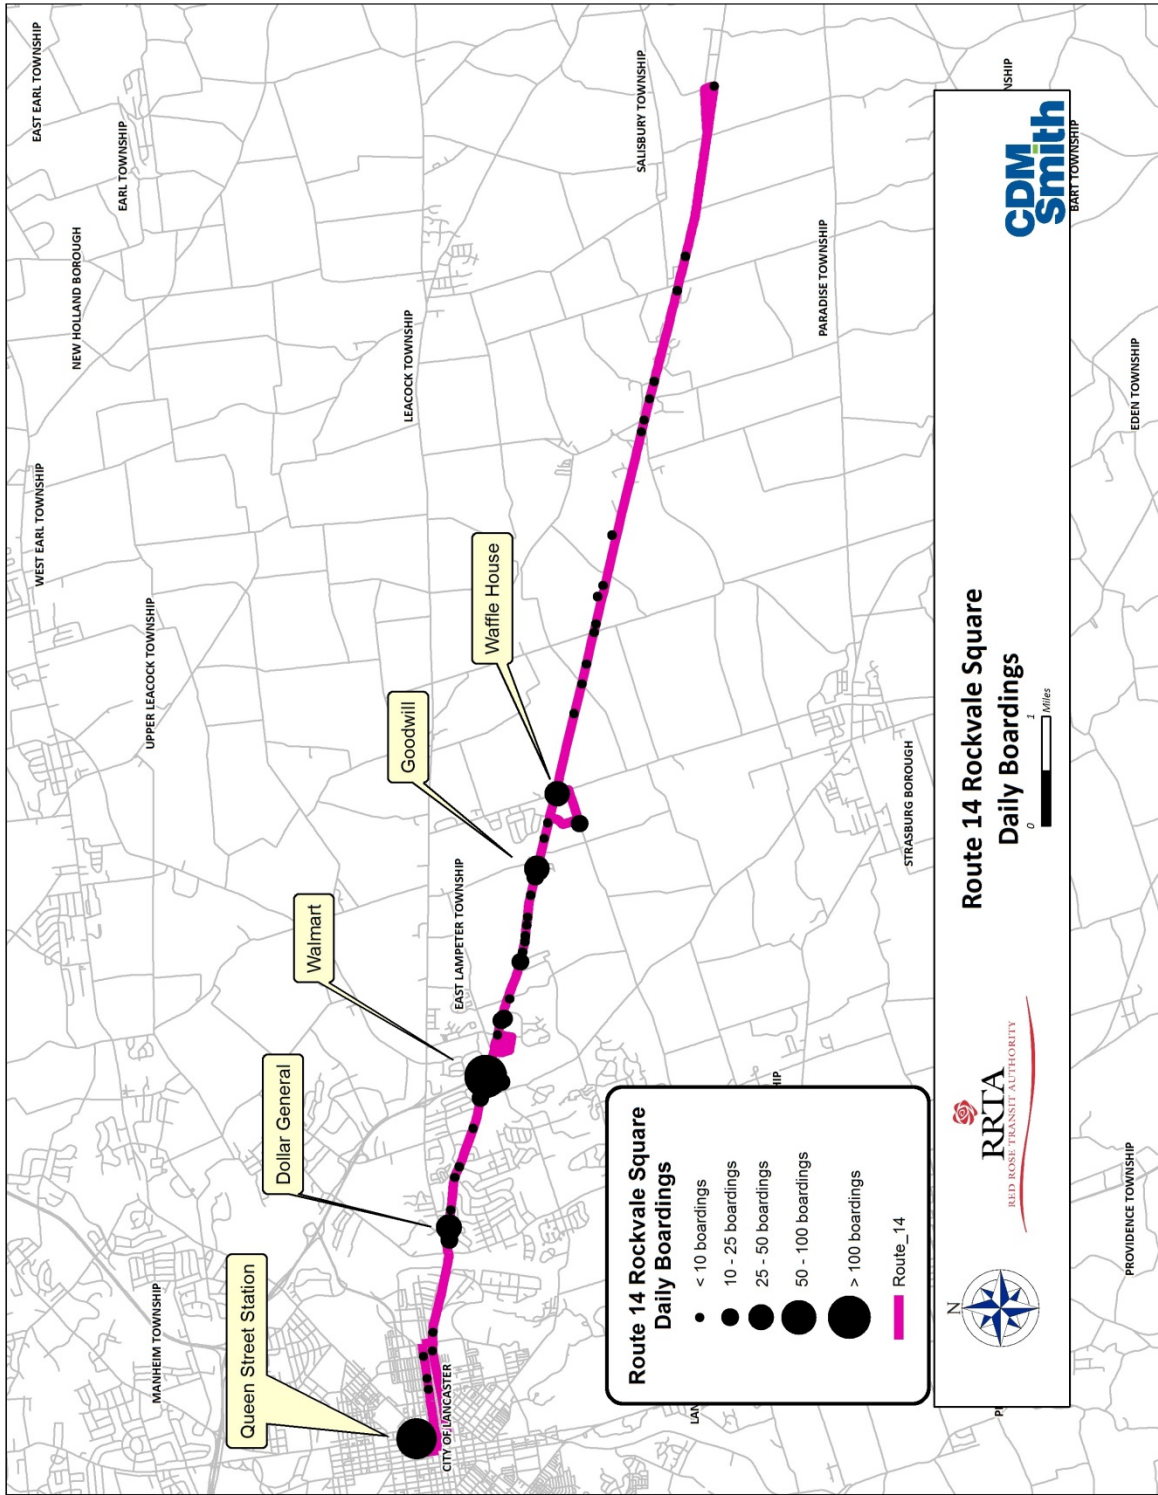 EAST EARL TOWNSHIP
EARL TOWNSHIP
NEW HOLLAND BOROUGH
WEST EARL TOWNSHIP
UPPER LEACOCK TOWNSHIP
LEACOCK TOWNSHIP
SALISBURY TOWNSHIP
PARADISE TOWNSHIP
EAST LAMPETER TOWNSHIP
MANHEIM TOWNSHIP
CITY OF LANCASTER
STRASBURG BOROUGH
EDEN TOWNSHIP
BART TOWNSHIP
PROVIDENCE TOWNSHIP
NSHIP
LAN
HIP
Queen Street Station
Dollar General
Walmart
Goodwill
Waffle House
Route 14 Rockvale Square
Daily Boardings
< 10 boardings
10 - 25 boardings
25 - 50 boardings
50 - 100 boardings
> 100 boardings
Route_14
N
RRTA
RED ROSE TRANSIT AUTHORITY
Route 14 Rockvale Square
Daily Boardings
0 1
Miles
CDM
Smith